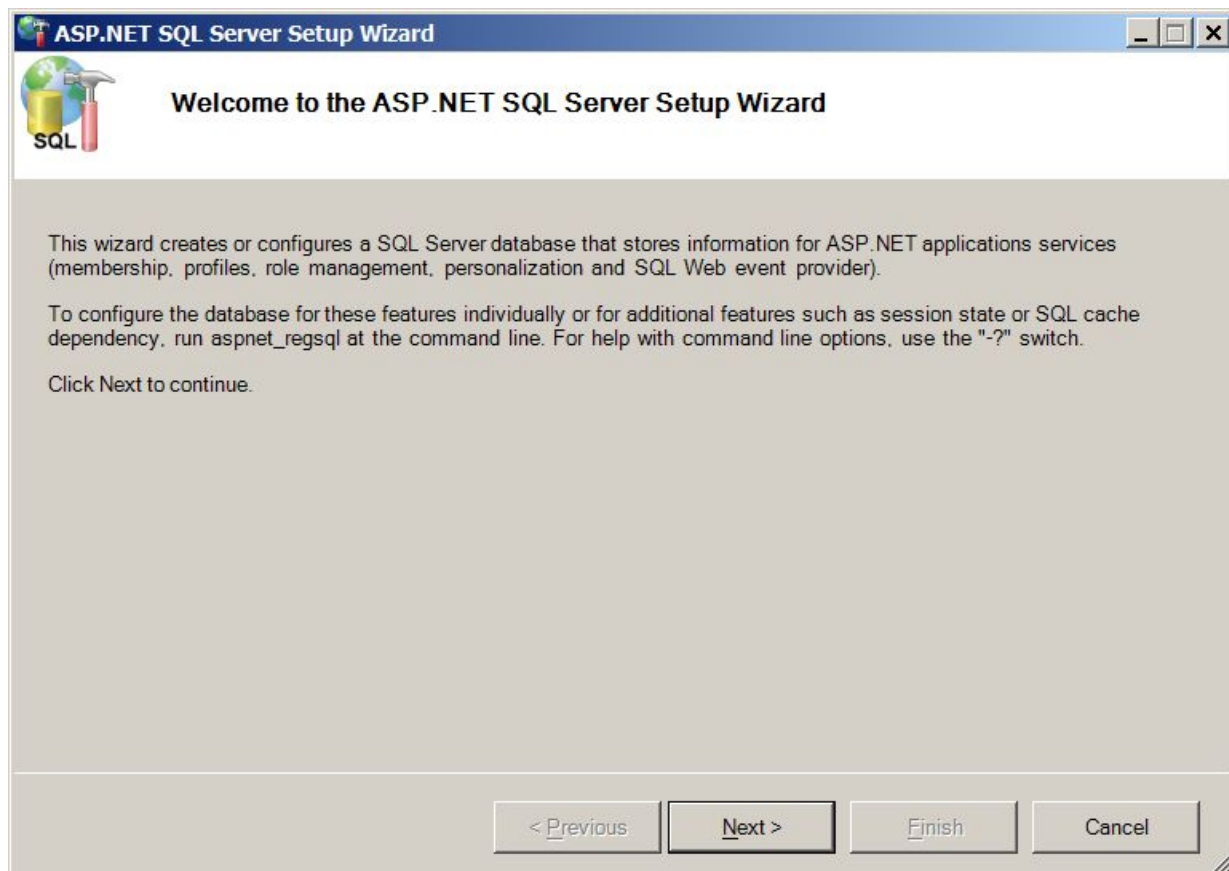 ASP.NET SQL Server Setup Wizard
SQL
Welcome to the ASP.NET SQL Server Setup Wizard
This wizard creates or configures a SQL Server database that stores information for ASP.NET applications services
(membership, profiles, role management, personalization and SQL Web event provider).
To configure the database for these features individually or for additional features such as session state or SQL cache
dependency, run aspnet_regsql at the command line. For help with command line options, use the "-?" switch.
Click Next to continue.
< Previous Next > Finish Cancel